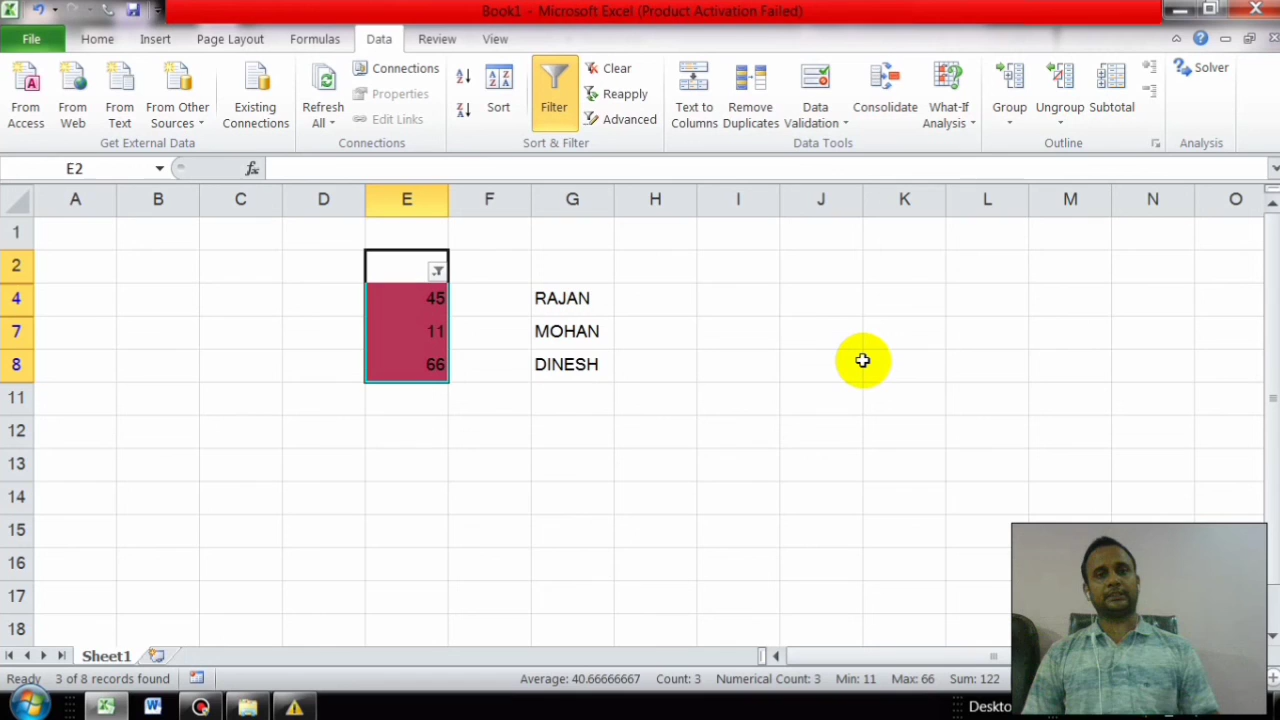 Book1 - Microsoft Excel (Product Activation Failed)
File Home Insert Page Layout Formulas Data Review View
From Access
From Web
From Text
From Other Sources
Existing Connections
Refresh All
Connections
Properties
Edit Links
Sort
Filter
Clear
Reapply
Advanced
Text to Columns
Remove Duplicates
Data Validation
Consolidate
What-If Analysis
Group
Ungroup
Subtotal
Solver
Get External Data Connections Sort & Filter Data Tools Outline Analysis
E2 fx
A B C D E F G H I J K L M N O
1
2
4 45 RAJAN
7 11 MOHAN
8 66 DINESH
11
12
13
14
15
16
17
18
Sheet1
Ready 3 of 8 records found Average: 40.66666667 Count: 3 Numerical Count: 3 Min: 11 Max: 66 Sum: 122